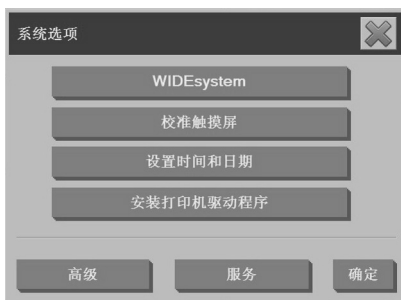 系统选项
WIDEsystem
校准触摸屏
设置时间和日期
安装打印机驱动程序
高级 服务 确定